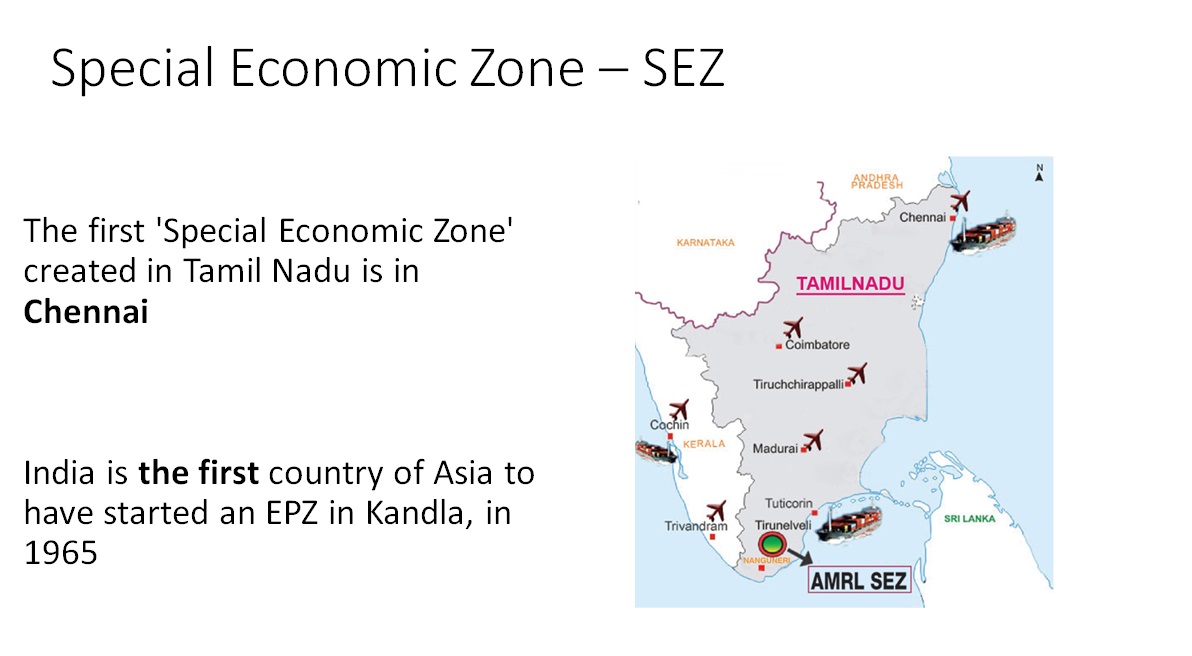 Special Economic Zone – SEZ
The first 'Special Economic Zone'
created in Tamil Nadu is in
Chennai
India is the first country of Asia to
have started an EPZ in Kandla, in
1965
N
ANDHRA
PRADESH
Chennai
KARNATAKA
TAMILNADU
Coimbatore
Tiruchchirappalli
Cochin
KERALA
Madurai
Tuticorin
Trivandram
Tirunelveli
SRI LANKA
NANGUNERI
AMRL SEZ